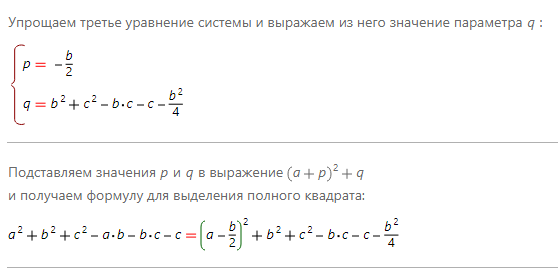 Упрощаем третье уравнение системы и выражаем из него значение параметра q :
p = − b/2
q = b² + c² − b·c − c − b²/4
Подставляем значения p и q в выражение (a + p)² + q
и получаем формулу для выделения полного квадрата:
a² + b² + c² − a·b − b·c − c = (a − b/2)² + b² + c² − b·c − c − b²/4